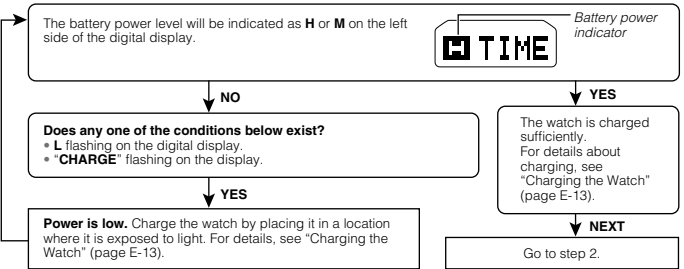 The battery power level will be indicated as H or M on the left
side of the digital display.
H TIME
Battery power
indicator
NO
YES
Does any one of the conditions below exist?
• L flashing on the digital display.
• “CHARGE” flashing on the display.
The watch is charged
sufficiently.
For details about
charging, see
“Charging the Watch”
(page E-13).
YES
Power is low. Charge the watch by placing it in a location
where it is exposed to light. For details, see “Charging the
Watch” (page E-13).
NEXT
Go to step 2.